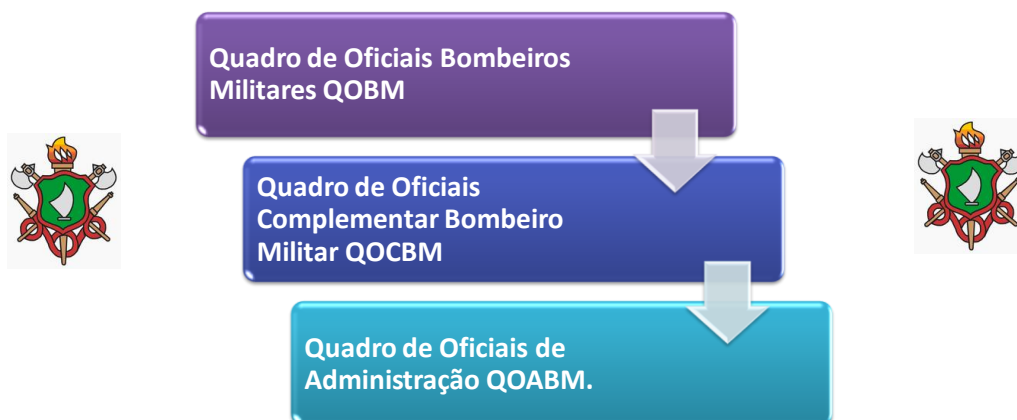 Quadro de Oficiais Bombeiros
Militares QOBM
Quadro de Oficiais
Complementar Bombeiro
Militar QOCBM
Quadro de Oficiais de
Administração QOABM.